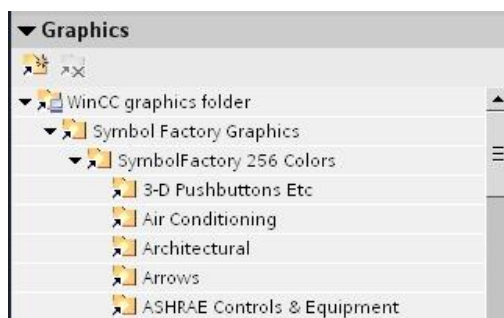 Graphics
WinCC graphics folder
Symbol Factory Graphics
SymbolFactory 256 Colors
3-D Pushbuttons Etc
Air Conditioning
Architectural
Arrows
ASHRAE Controls & Equipment